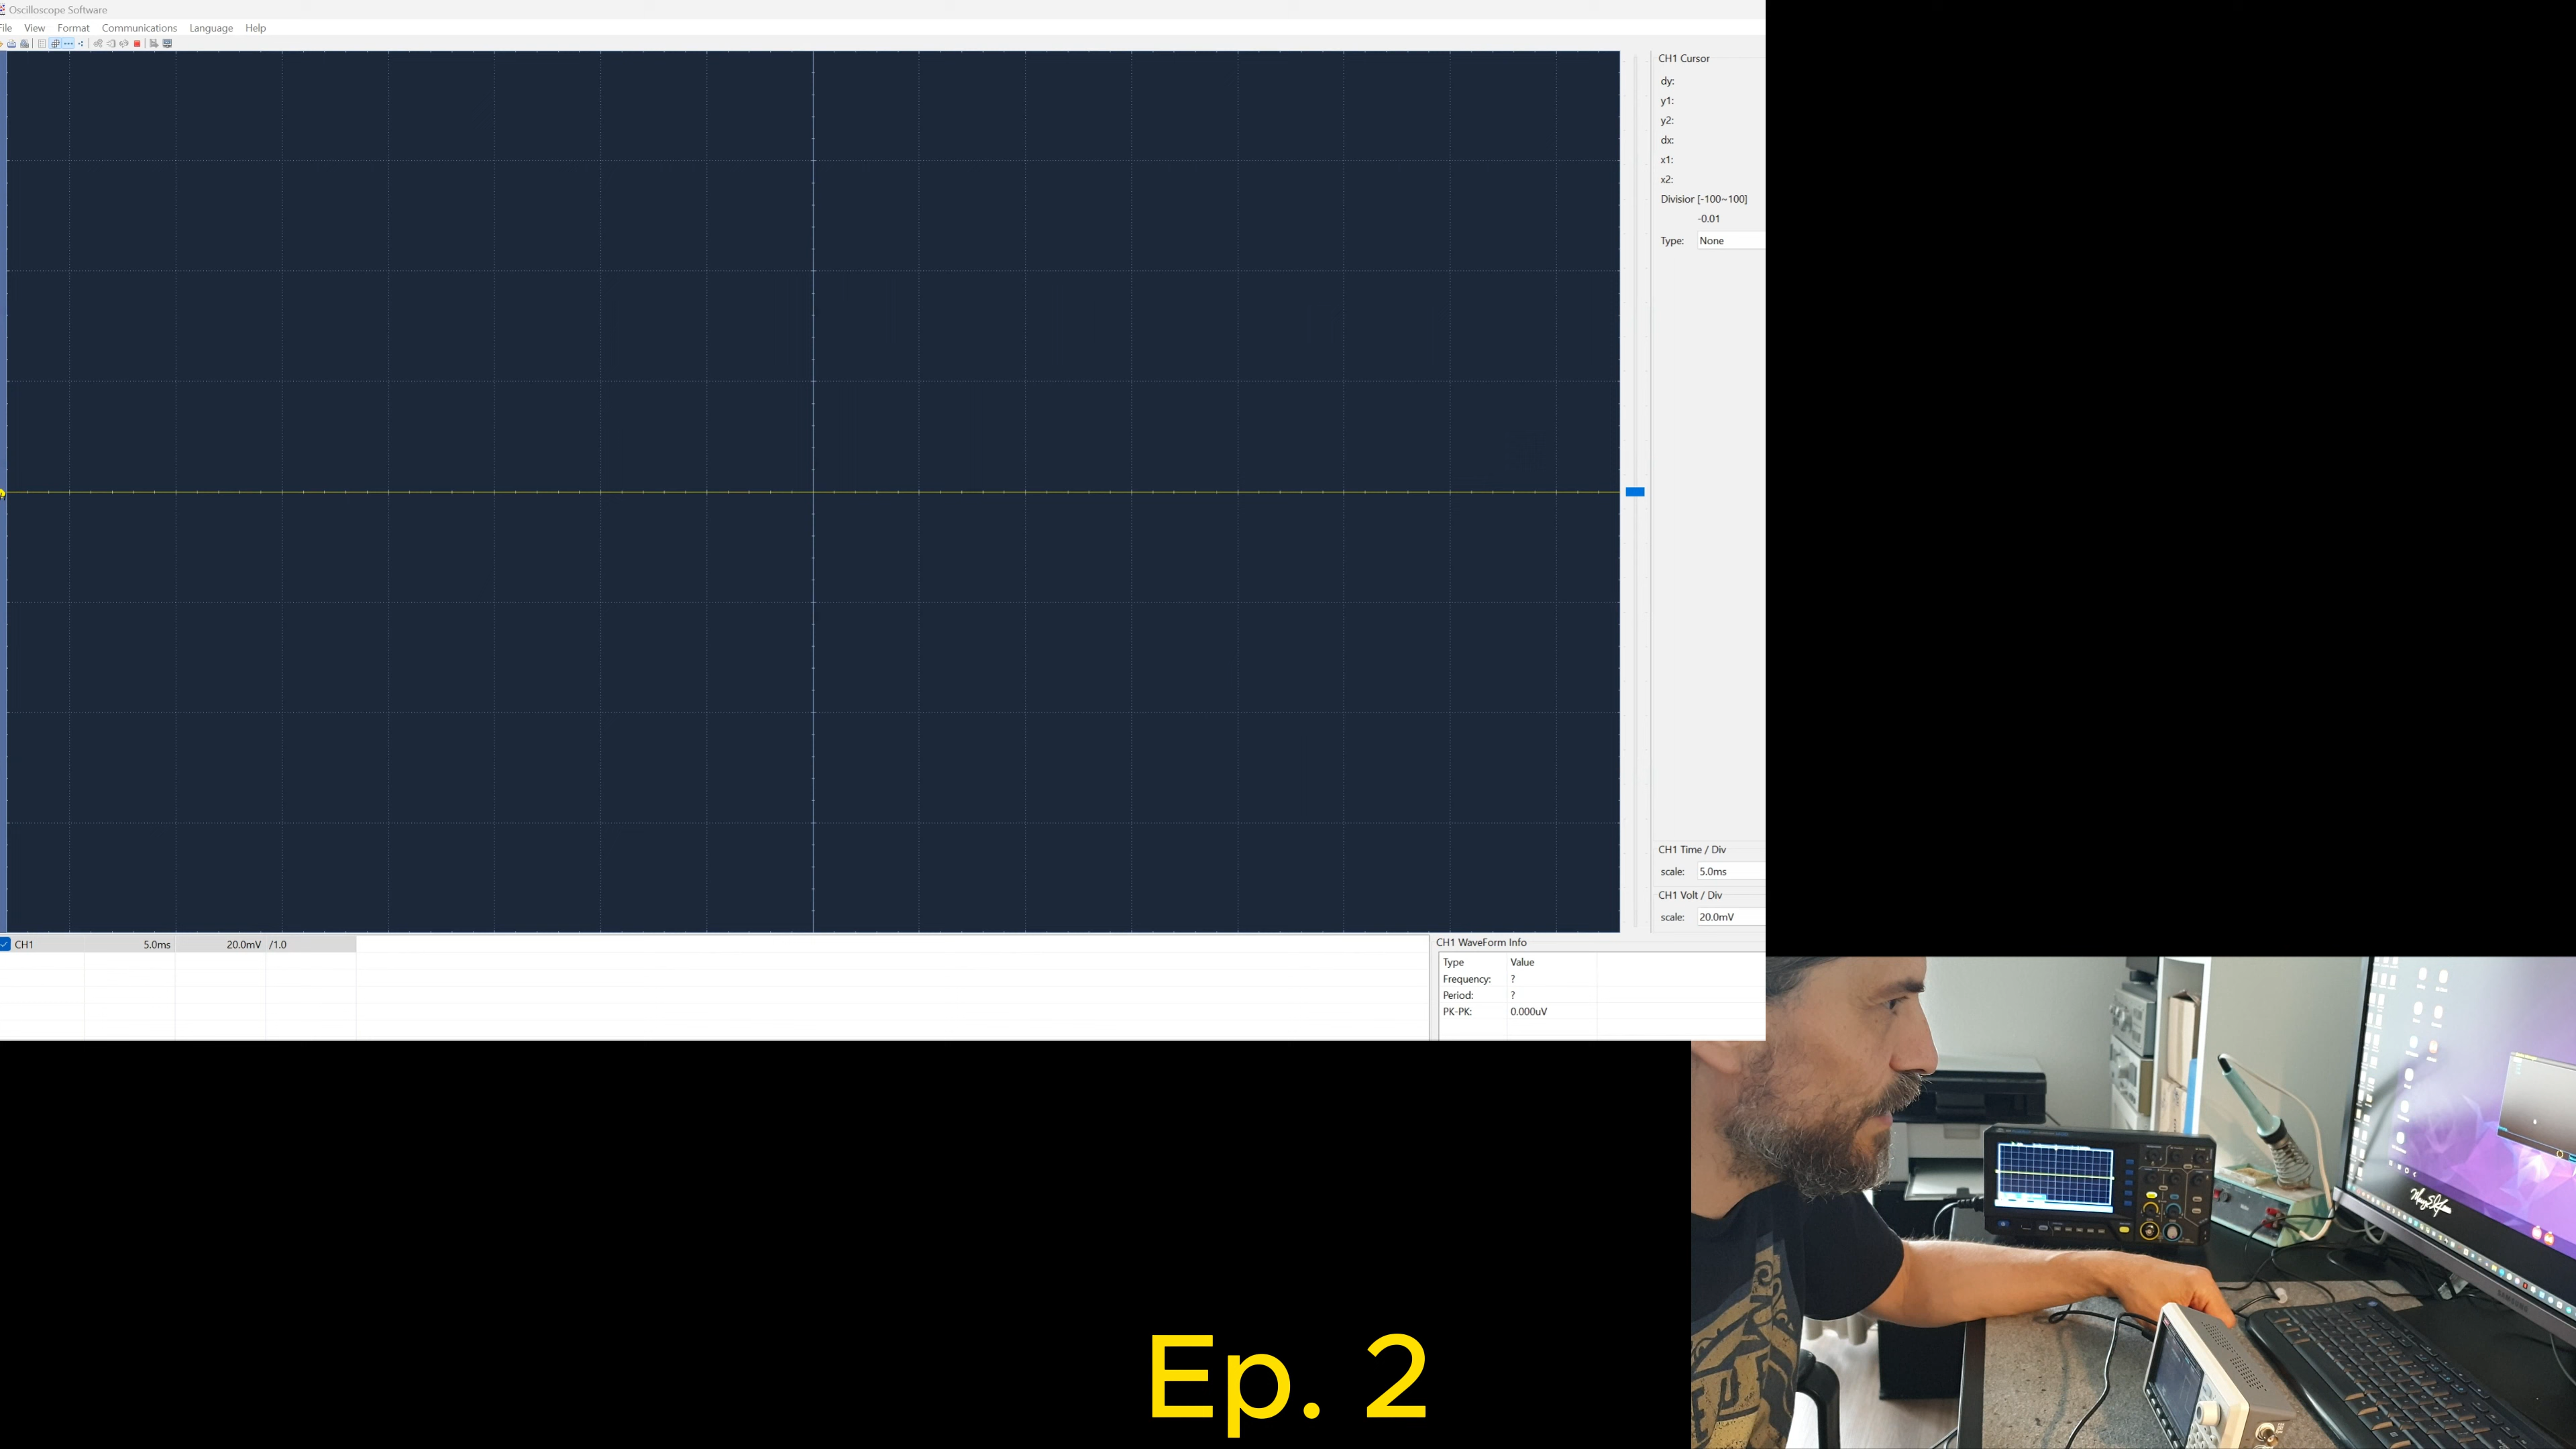 Oscilloscope Software
File View Format Communications Language Help
CH1 Cursor
dy:
y1:
y2:
dx:
x1:
x2:
Divisior [-100~100]
-0.01
Type: None
CH1 Time / Div
scale: 5.0ms
CH1 Volt / Div
scale: 20.0mV
CH1 5.0ms 20.0mV /1.0
CH1 WaveForm Info
Type Value
Frequency: ?
Period: ?
PK-PK: 0.000uV
SAMSUNG
Ep. 2